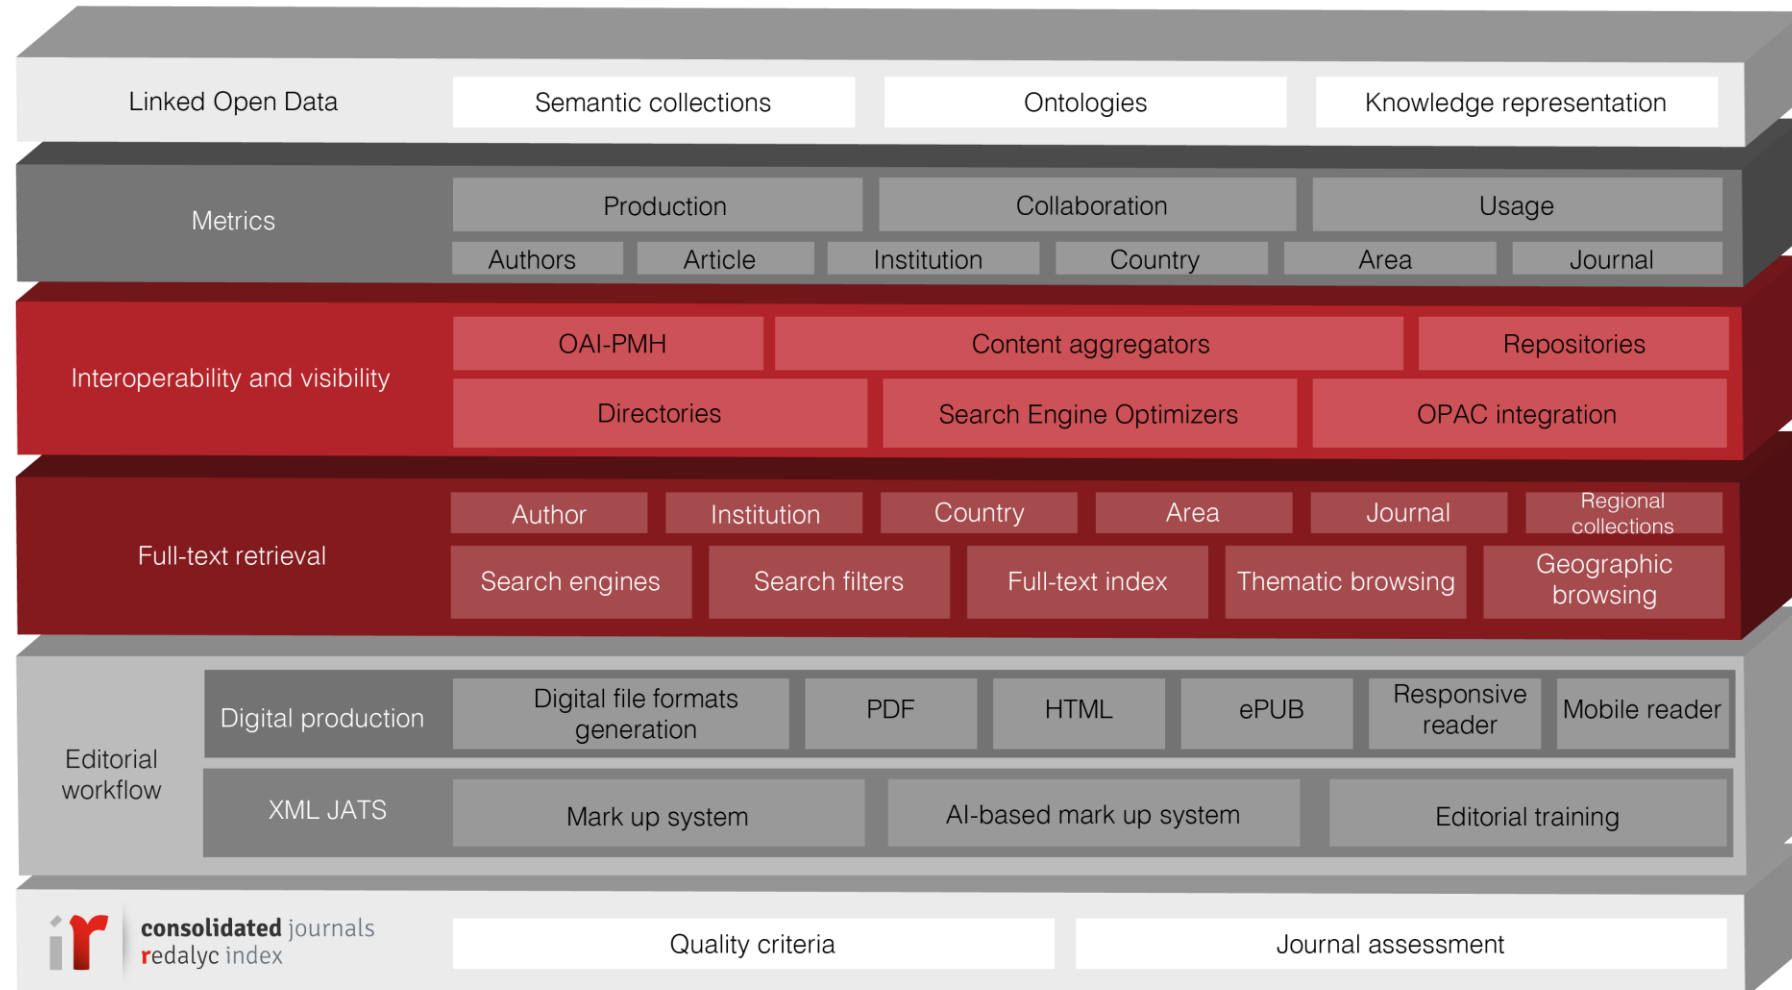 Linked Open Data
Semantic collections
Ontologies
Knowledge representation
Metrics
Production
Collaboration
Usage
Authors
Article
Institution
Country
Area
Journal
Interoperability and visibility
OAI-PMH
Content aggregators
Repositories
Directories
Search Engine Optimizers
OPAC integration
Full-text retrieval
Author
Institution
Country
Area
Journal
Regional
collections
Search engines
Search filters
Full-text index
Thematic browsing
Geographic
browsing
Editorial
workflow
Digital production
Digital file formats
generation
PDF
HTML
ePUB
Responsive
reader
Mobile reader
XML JATS
Mark up system
AI-based mark up system
Editorial training
ir
consolidated journals
redalyc index
Quality criteria
Journal assessment